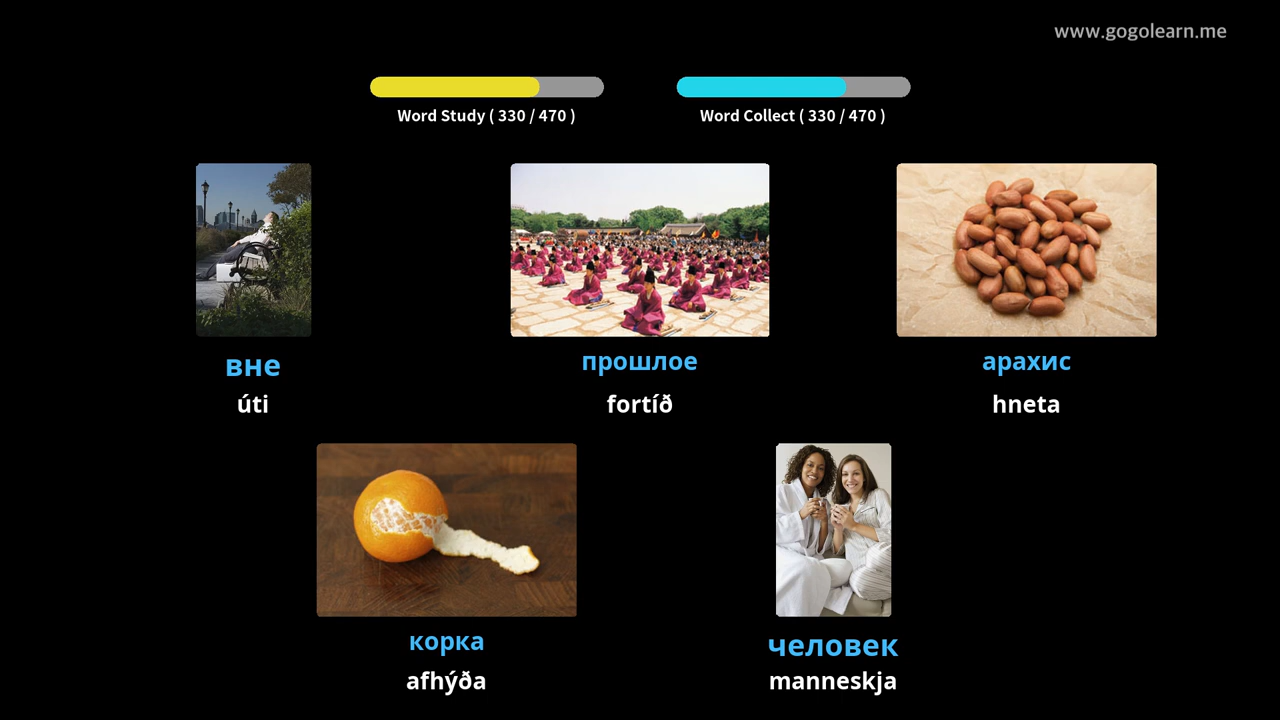 www.gogolearn.me
Word Study ( 330 / 470 )
Word Collect ( 330 / 470 )
вне
úti
прошлое
fortíð
арахис
hneta
корка
afhýða
человек
manneskja